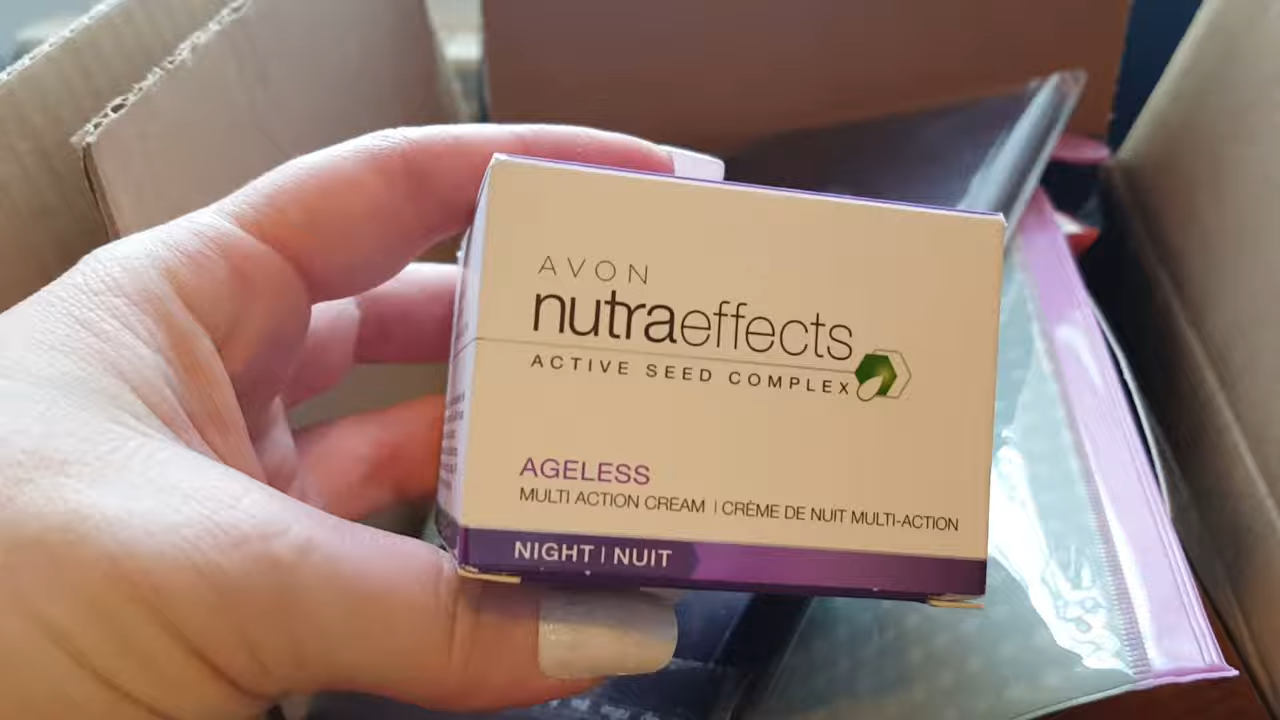 AVON
nutraeffects
ACTIVE SEED COMPLEX
AGELESS
MULTI ACTION CREAM | CRÈME DE NUIT MULTI-ACTION
NIGHT | NUIT